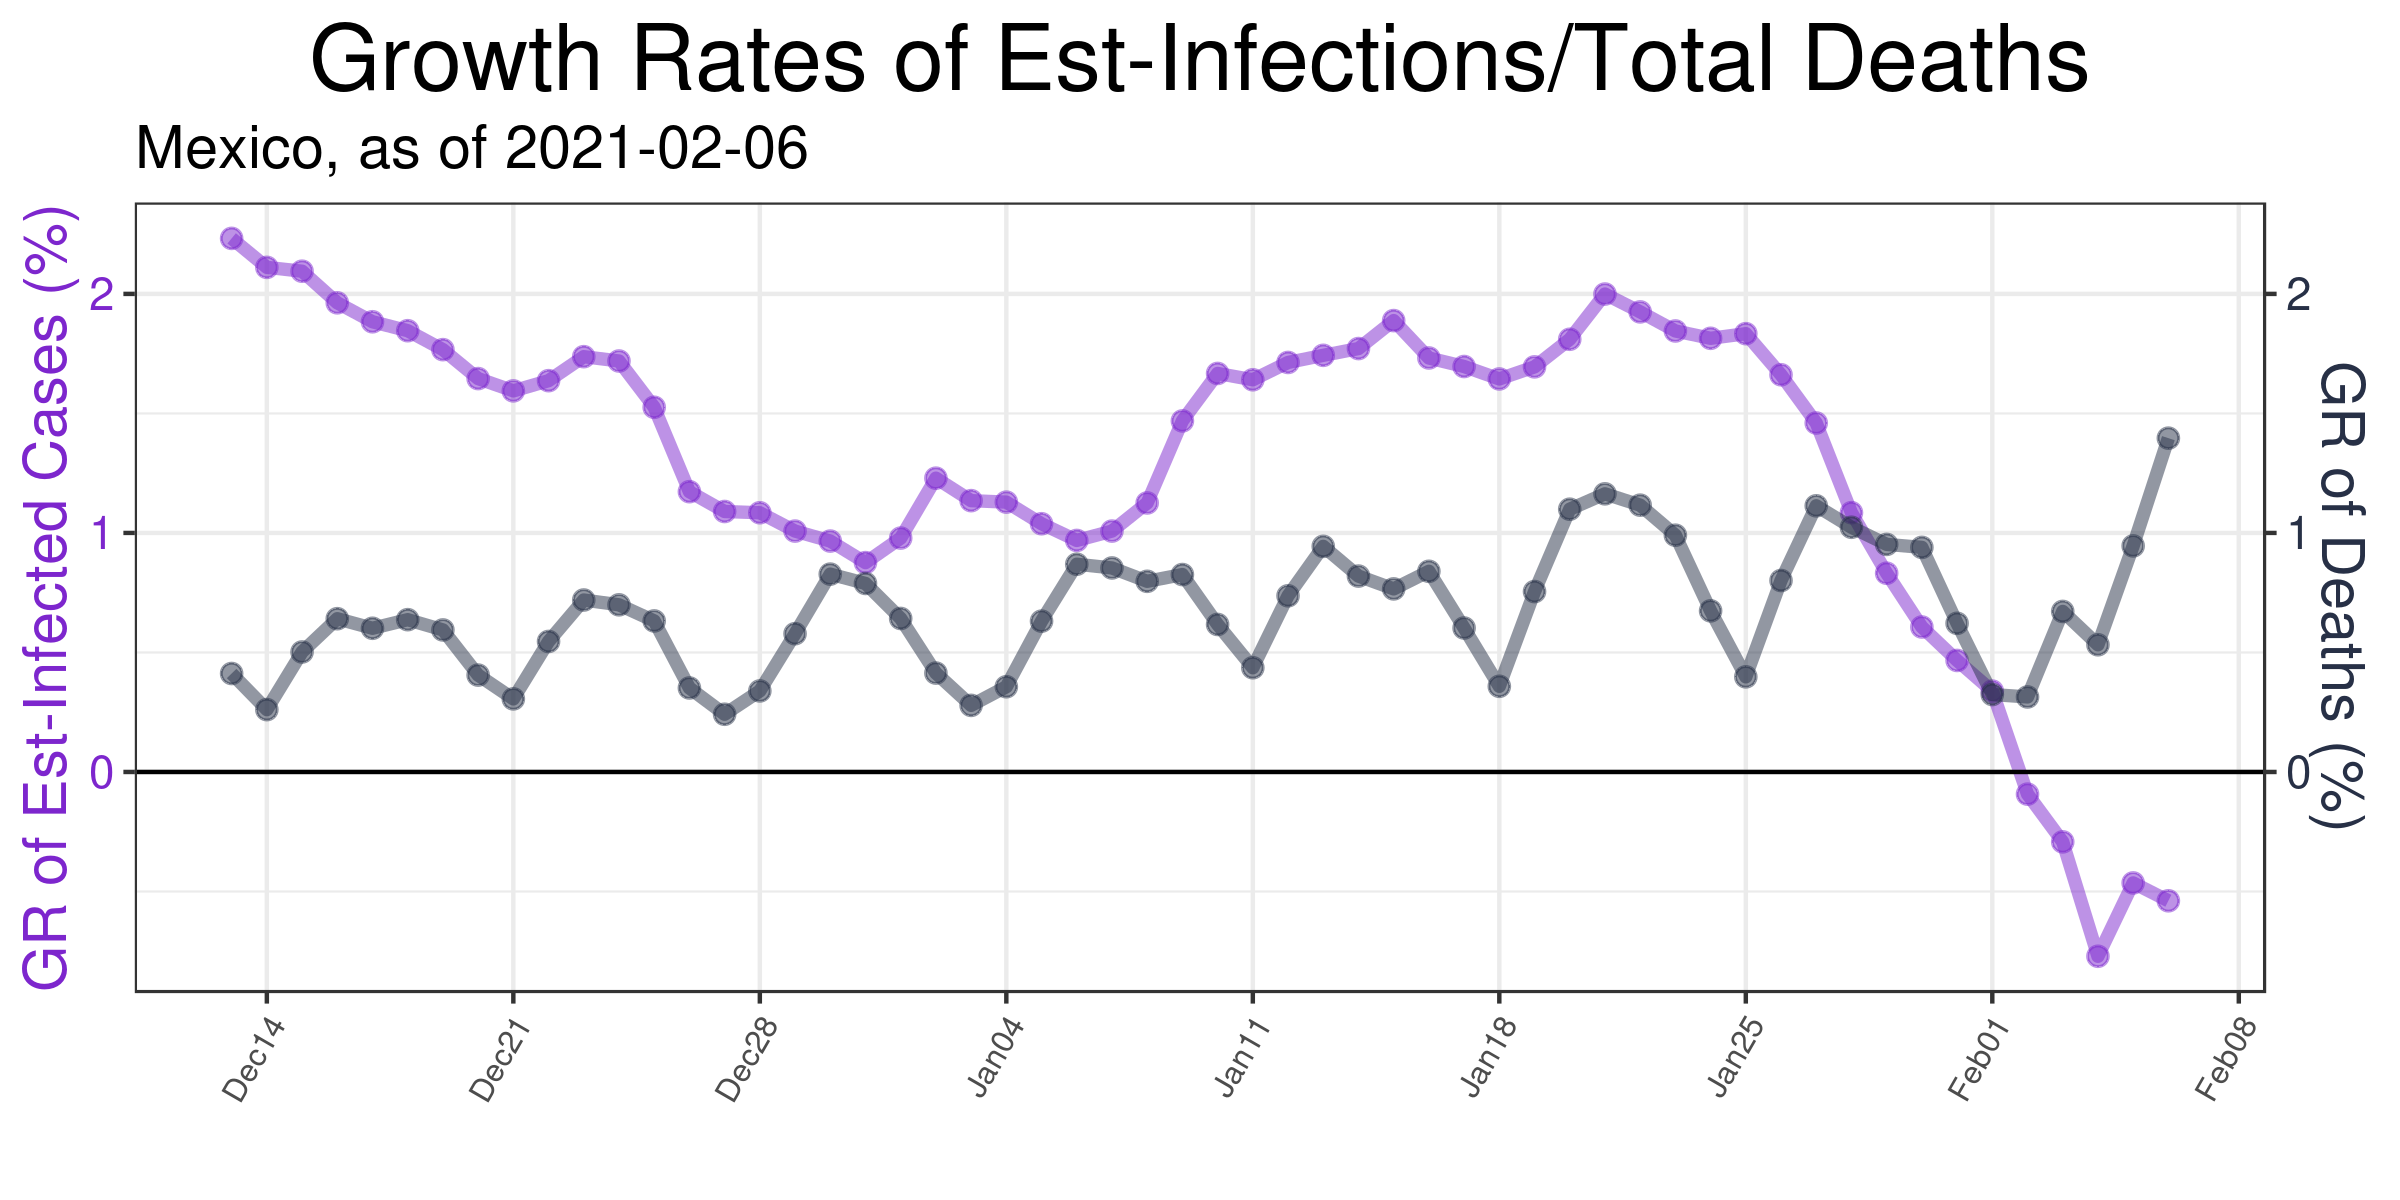 Growth Rates of Est-Infections/Total Deaths
Mexico, as of 2021-02-06
GR of Est-Infected Cases (%)
2
1
0
2
1
0
GR of Deaths (%)
Dec14
Dec21
Dec28
Jan04
Jan11
Jan18
Jan25
Feb01
Feb08